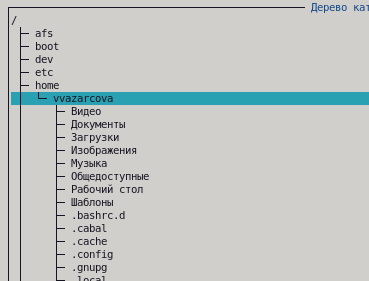 Дерево кат
/
afs
boot
dev
etc
home
vvazarcova
Видео
Документы
Загрузки
Изображения
Музыка
Общедоступные
Рабочий стол
Шаблоны
.bashrc.d
.cabal
.cache
.config
.gnupg
.local